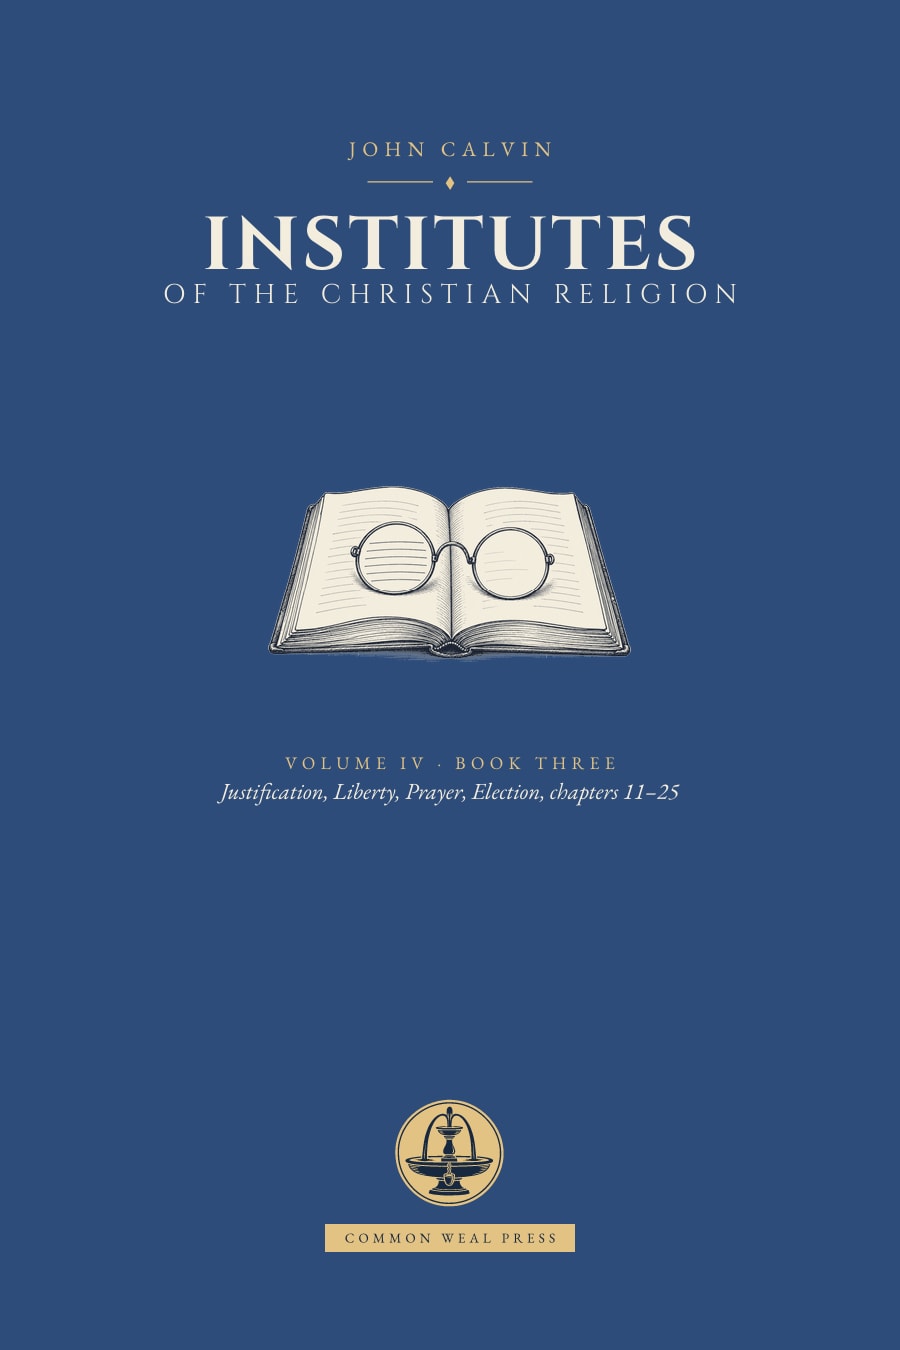 JOHN CALVIN
INSTITUTES
OF THE CHRISTIAN RELIGION
VOLUME IV · BOOK THREE
Justification, Liberty, Prayer, Election, chapters 11–25
COMMON WEAL PRESS